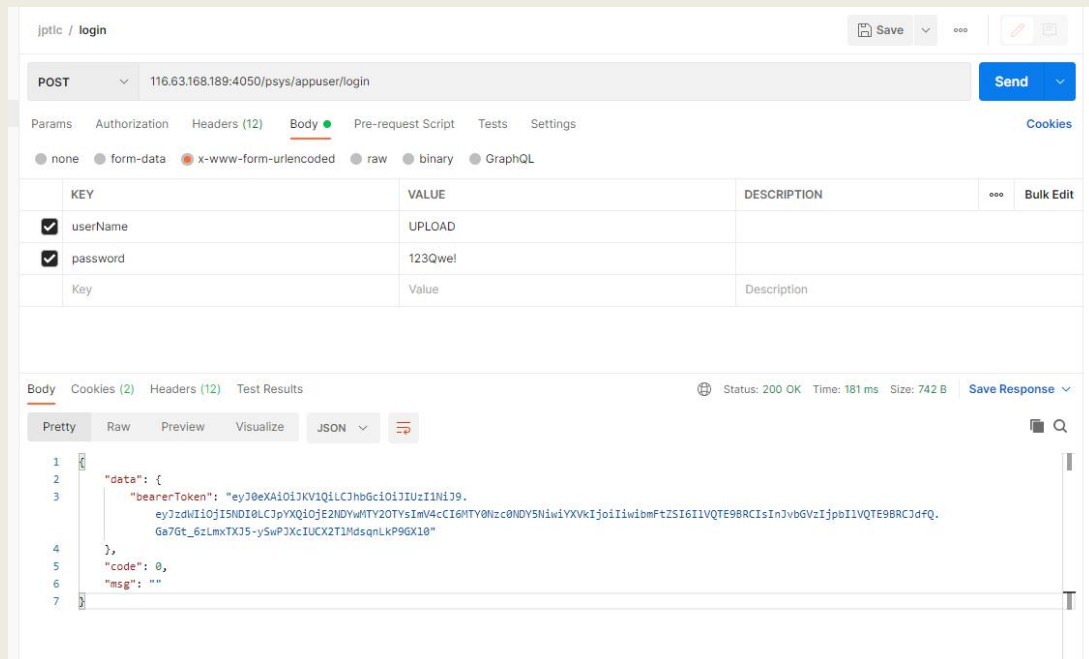 jptlc / login
Save
POST
116.63.168.189:4050/psys/appuser/login
Send
Params Authorization Headers (12) Body Pre-request Script Tests Settings Cookies
none form-data x-www-form-urlencoded raw binary GraphQL
KEY VALUE DESCRIPTION Bulk Edit
userName UPLOAD
password 123Qwe!
Key Value Description
Body Cookies (2) Headers (12) Test Results Status: 200 OK Time: 181 ms Size: 742 B Save Response
Pretty Raw Preview Visualize JSON
1 {
2 "data": {
3 "bearerToken": "eyJ0eXAiOiJKV1QiLCJhbGciOiJIUzI1NiJ9.
eyJzdWIiOjI5NDI0LCJpYXQiOjE2NDYwMTY2OTYsImV4cCI6MTY0Nzc0NDY5NiwiYXVkIjoiIiwibmFtZSI6IlVQTE9BRCIsInJvbGVzIjpbIlVQTE9BRCJdfQ.
Ga7Gt_6zLmxTXJ5-ySwPJXcIUCX2T1MdsqnLkP9GX10"
4 },
5 "code": 0,
6 "msg": ""
7 }